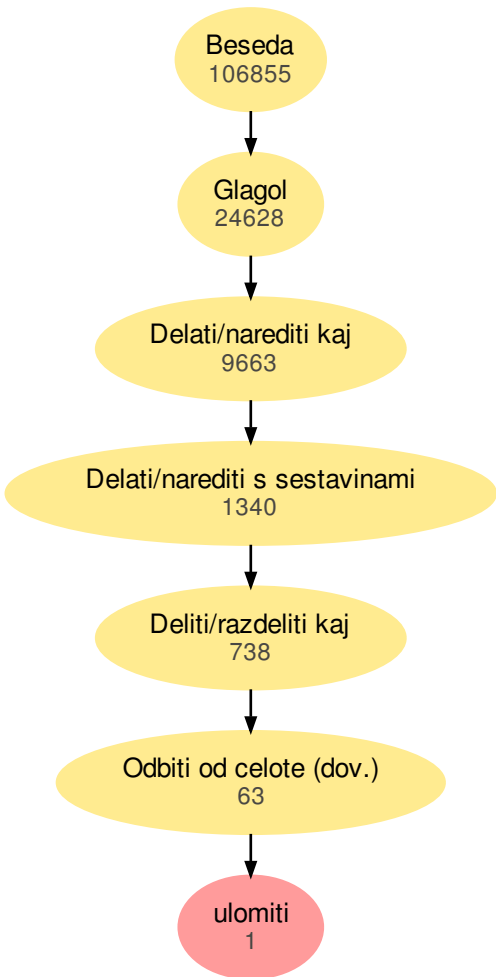 Beseda
106855
Glagol
24628
Delati/narediti kaj
9663
Delati/narediti s sestavinami
1340
Deliti/razdeliti kaj
738
Odbiti od celote (dov.)
63
ulomiti
1